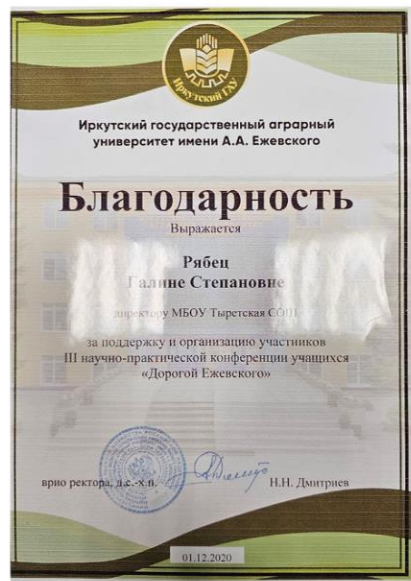 Иркутский ГАУ
Иркутский государственный аграрный
университет имени А.А. Ежевского
Благодарность
Выражается
Рябец
Галине Степановне
директору МБОУ Тыретская СОШ
за поддержку и организацию участников
III научно-практической конференции учащихся
«Дорогой Ежевского»
врио ректора, д.с.-х.н.
Н.Н. Дмитриев
01.12.2020